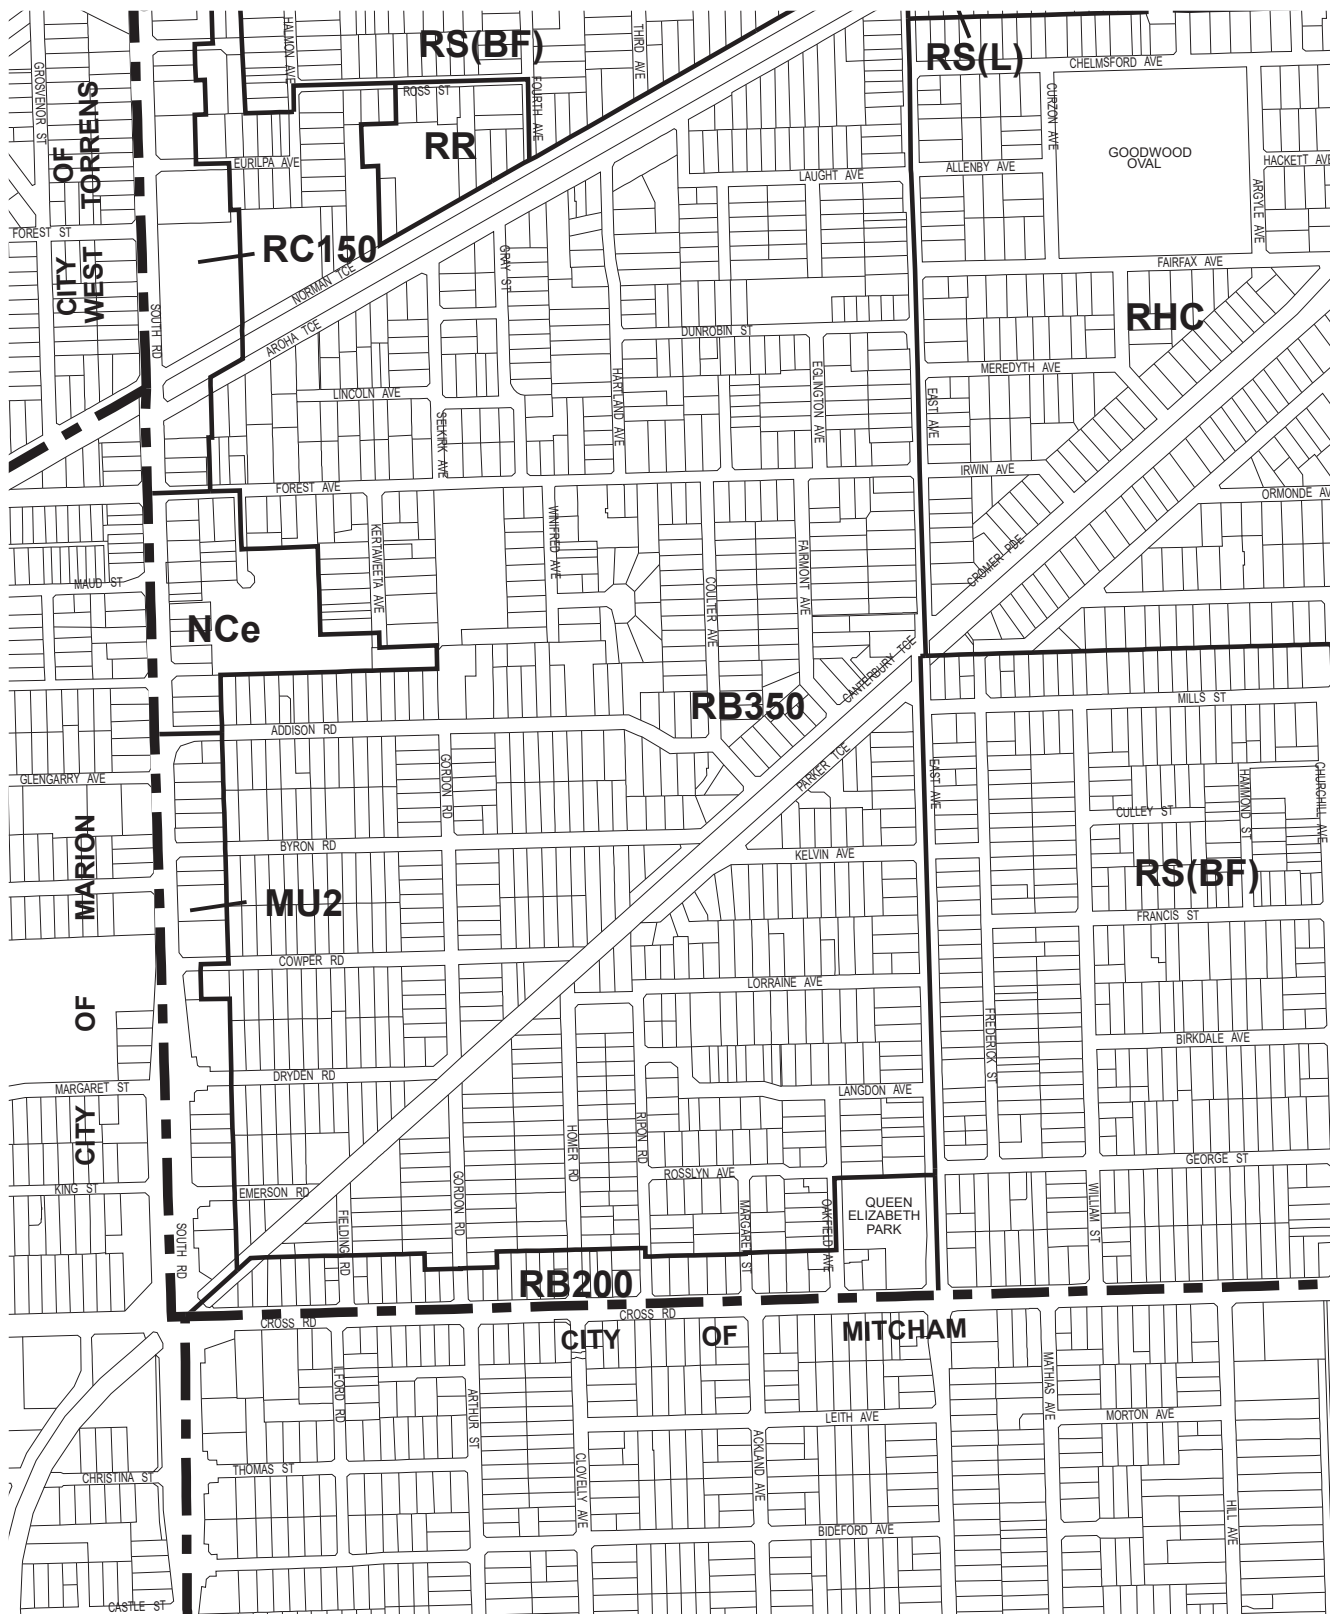 RS(BF)
RS(L)
GROSVENOR ST
HALMON AVE
THIRD AVE
FOURTH AVE
CHELMSFORD AVE
ROSS ST
CURZON AVE
RR
GOODWOOD
OVAL
EURILPA AVE
LAUGHT AVE
ALLENBY AVE
HACKETT AVE
ARGYLE AVE
CITY OF
WEST TORRENS
FOREST ST
RC150
GRAY ST
NORMAN TCE
FAIRFAX AVE
SOUTH RD
AROHA TCE
DUNROBIN ST
RHC
MEREDYTH AVE
LINCOLN AVE
HARTLAND AVE
EGLINGTON AVE
EAST AVE
SELKIRK AVE
IRWIN AVE
FOREST AVE
ORMONDE AV
KERTAWEETA AVE
WINIFRED AVE
FAIRMONT AVE
CROMER PDE
MAUD ST
COULTER AVE
NCe
CANTERBURY TCE
RB350
MILLS ST
ADDISON RD
GORDON RD
PARKER TCE
EAST AVE
GLENGARRY AVE
HAMMOND ST
CHURCHILL AVE
CULLEY ST
BYRON RD
KELVIN AVE
RS(BF)
MU2
FRANCIS ST
CITY OF MARION
COWPER RD
LORRAINE AVE
FREDERICK ST
BIRKDALE AVE
DRYDEN RD
MARGARET ST
LANGDON AVE
HOMER RD
RIPON RD
GEORGE ST
ROSSLYN AVE
KING ST
EMERSON RD
GORDON RD
FIELDING RD
MARGARET ST
OAKFIELD AVE
QUEEN
ELIZABETH
PARK
WILLIAM ST
SOUTH RD
RB200
CROSS RD
CROSS RD
CITY OF MITCHAM
ILFORD RD
ARTHUR ST
MATHIAS AVE
LEITH AVE
MORTON AVE
CLOVELLY AVE
ACKLAND AVE
THOMAS ST
CHRISTINA ST
HILL AVE
BIDEFORD AVE
CASTLE ST